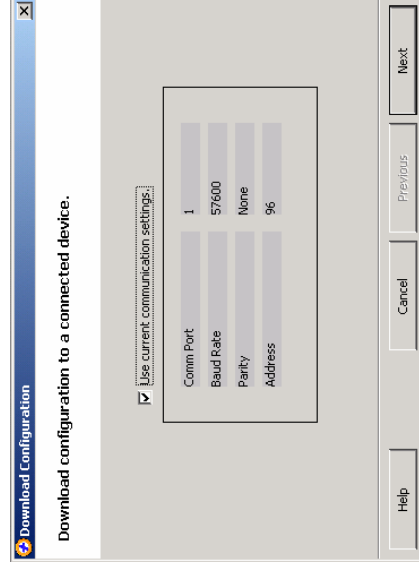 Download Configuration
Download configuration to a connected device.
Use current communication settings.
Comm Port 1
Baud Rate 57600
Parity None
Address 96
Help Cancel Previous Next